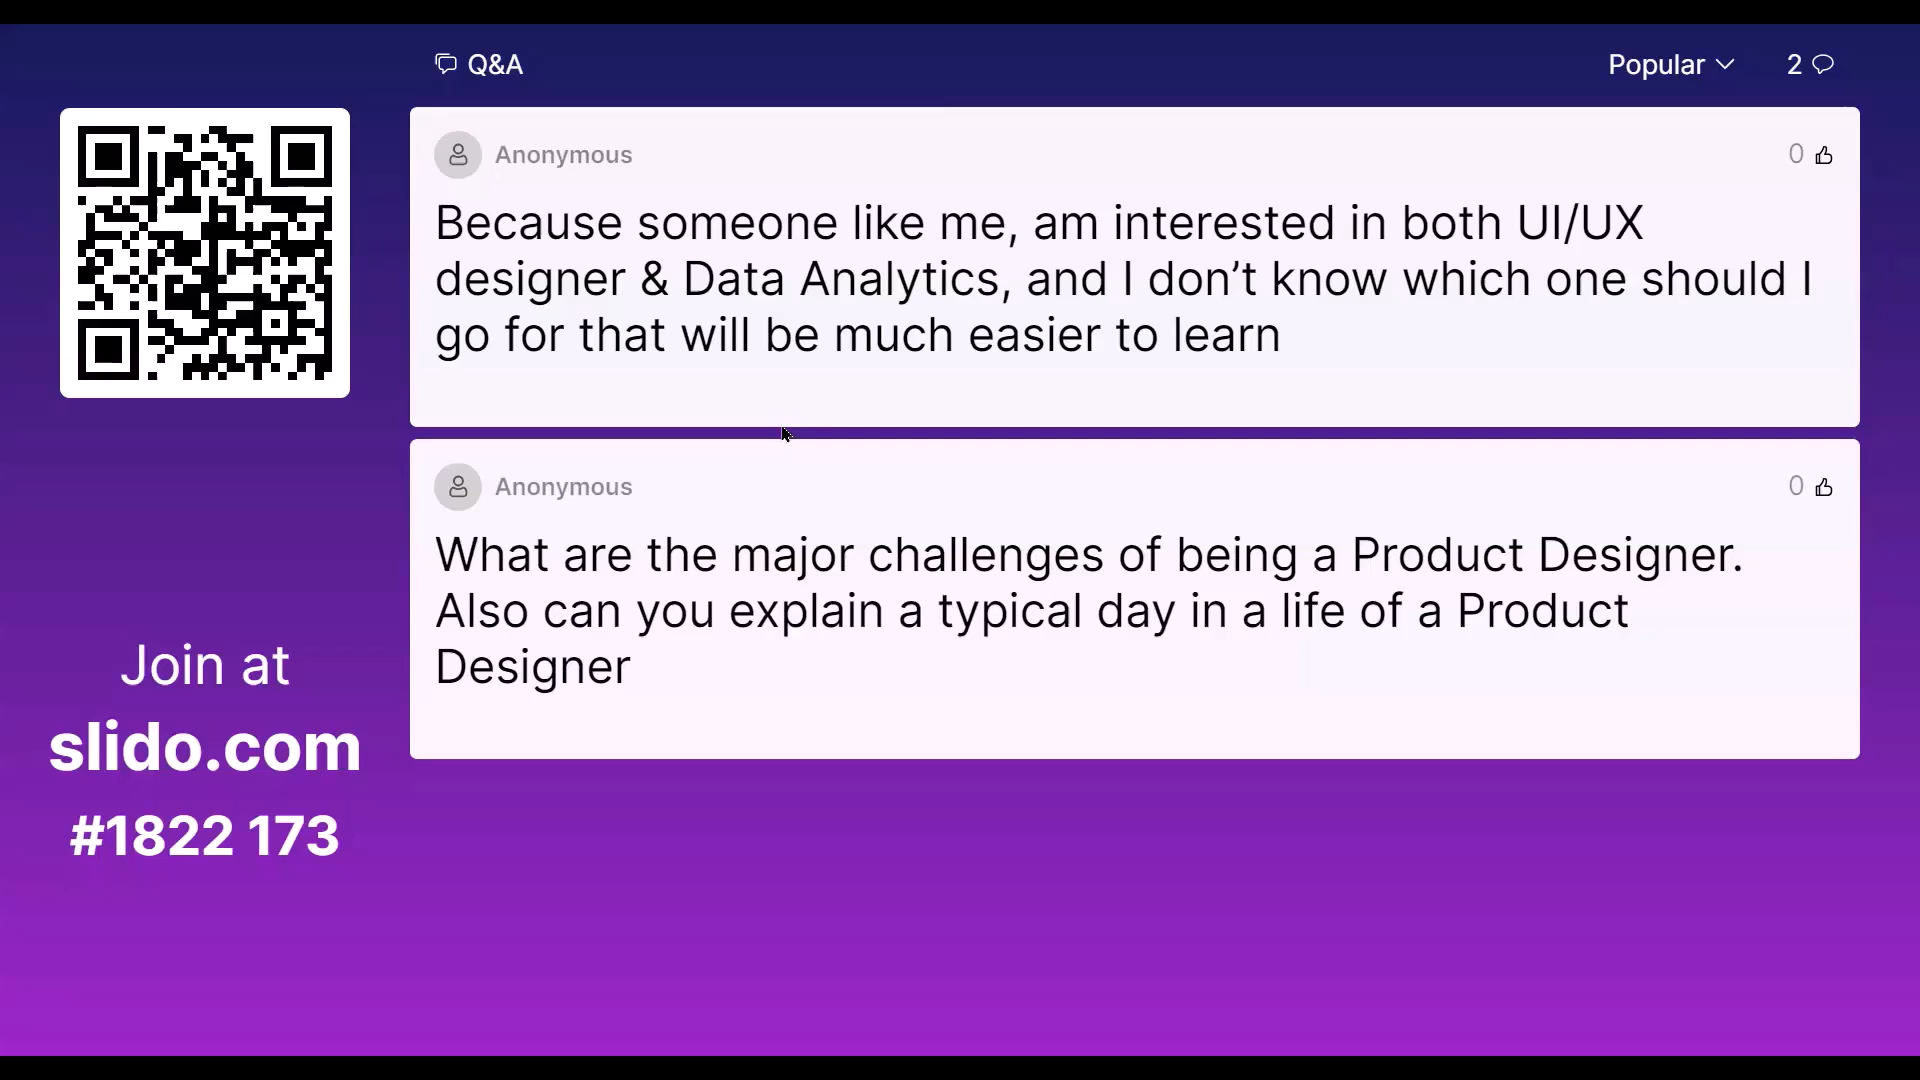 Q&A
Popular
2
Anonymous
0
Because someone like me, am interested in both UI/UX
designer & Data Analytics, and I don’t know which one should I
go for that will be much easier to learn
Anonymous
0
What are the major challenges of being a Product Designer.
Also can you explain a typical day in a life of a Product
Designer
Join at
slido.com
#1822 173